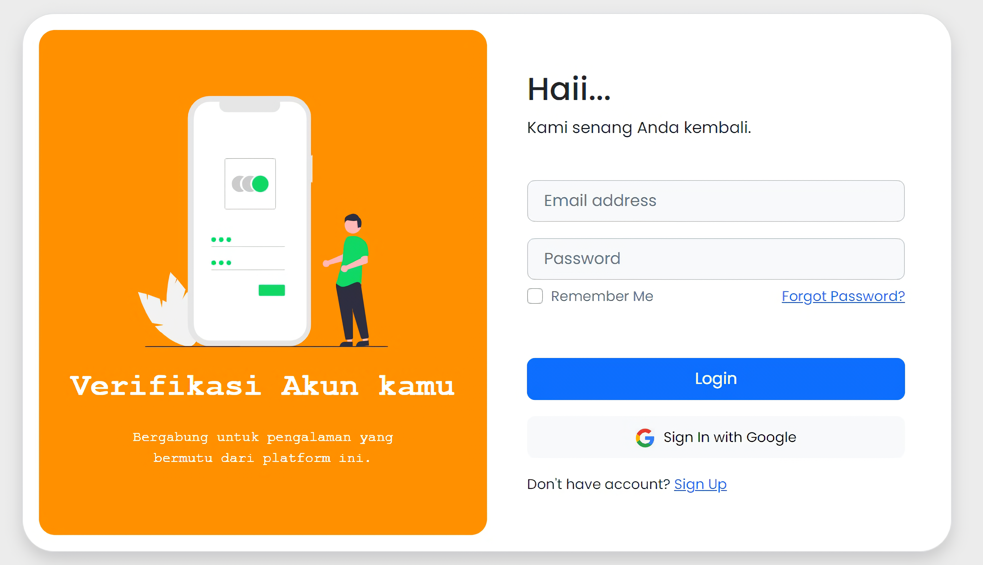 Verifikasi Akun kamu
Bergabung untuk pengalaman yang
bermutu dari platform ini.
Haii...
Kami senang Anda kembali.
Email address
Password
Remember Me
Forgot Password?
Login
Sign In with Google
Don't have account? Sign Up